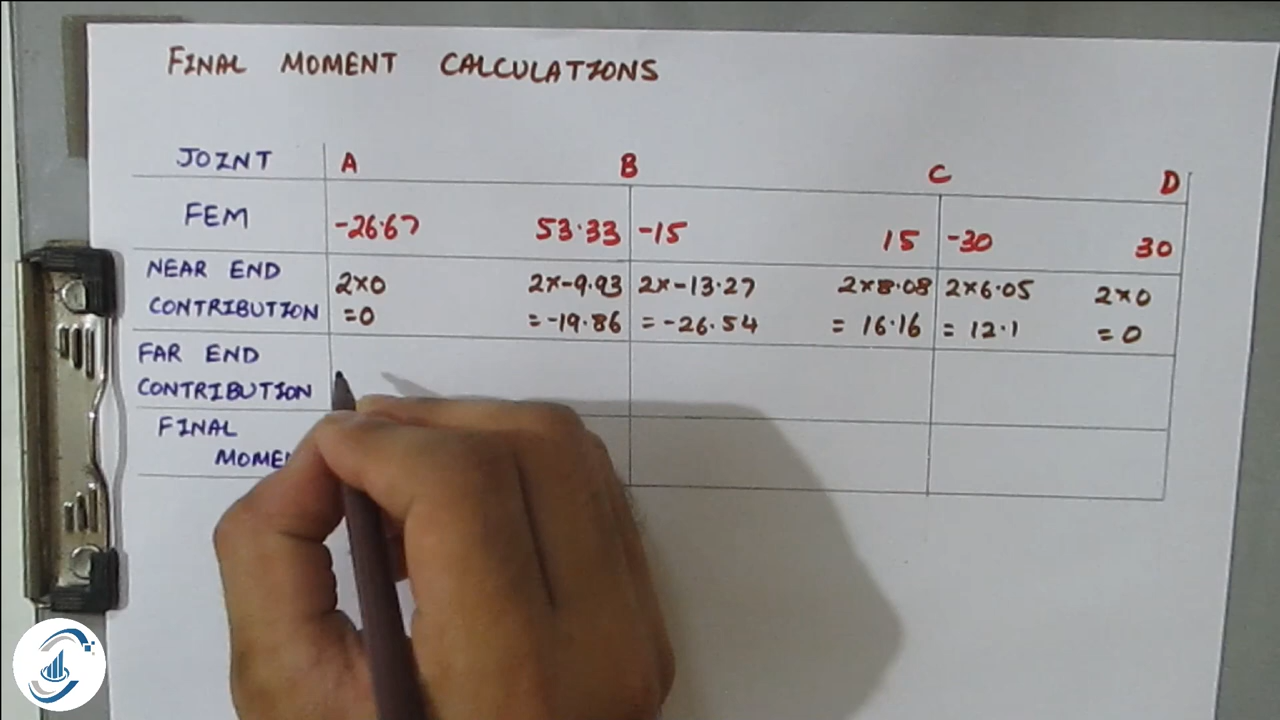 FINAL MOMENT CALCULATIONS
JOINT A B C D
FEM -26.67 53.33 -15 15 -30 30
NEAR END CONTRIBUTION
2×0 2×-9.93 2×-13.27 2×8.08 2×6.05 2×0
=0 =-19.86 = -26.54 = 16.16 = 12.1 = 0
FAR END
CONTRIBUTION
FINAL